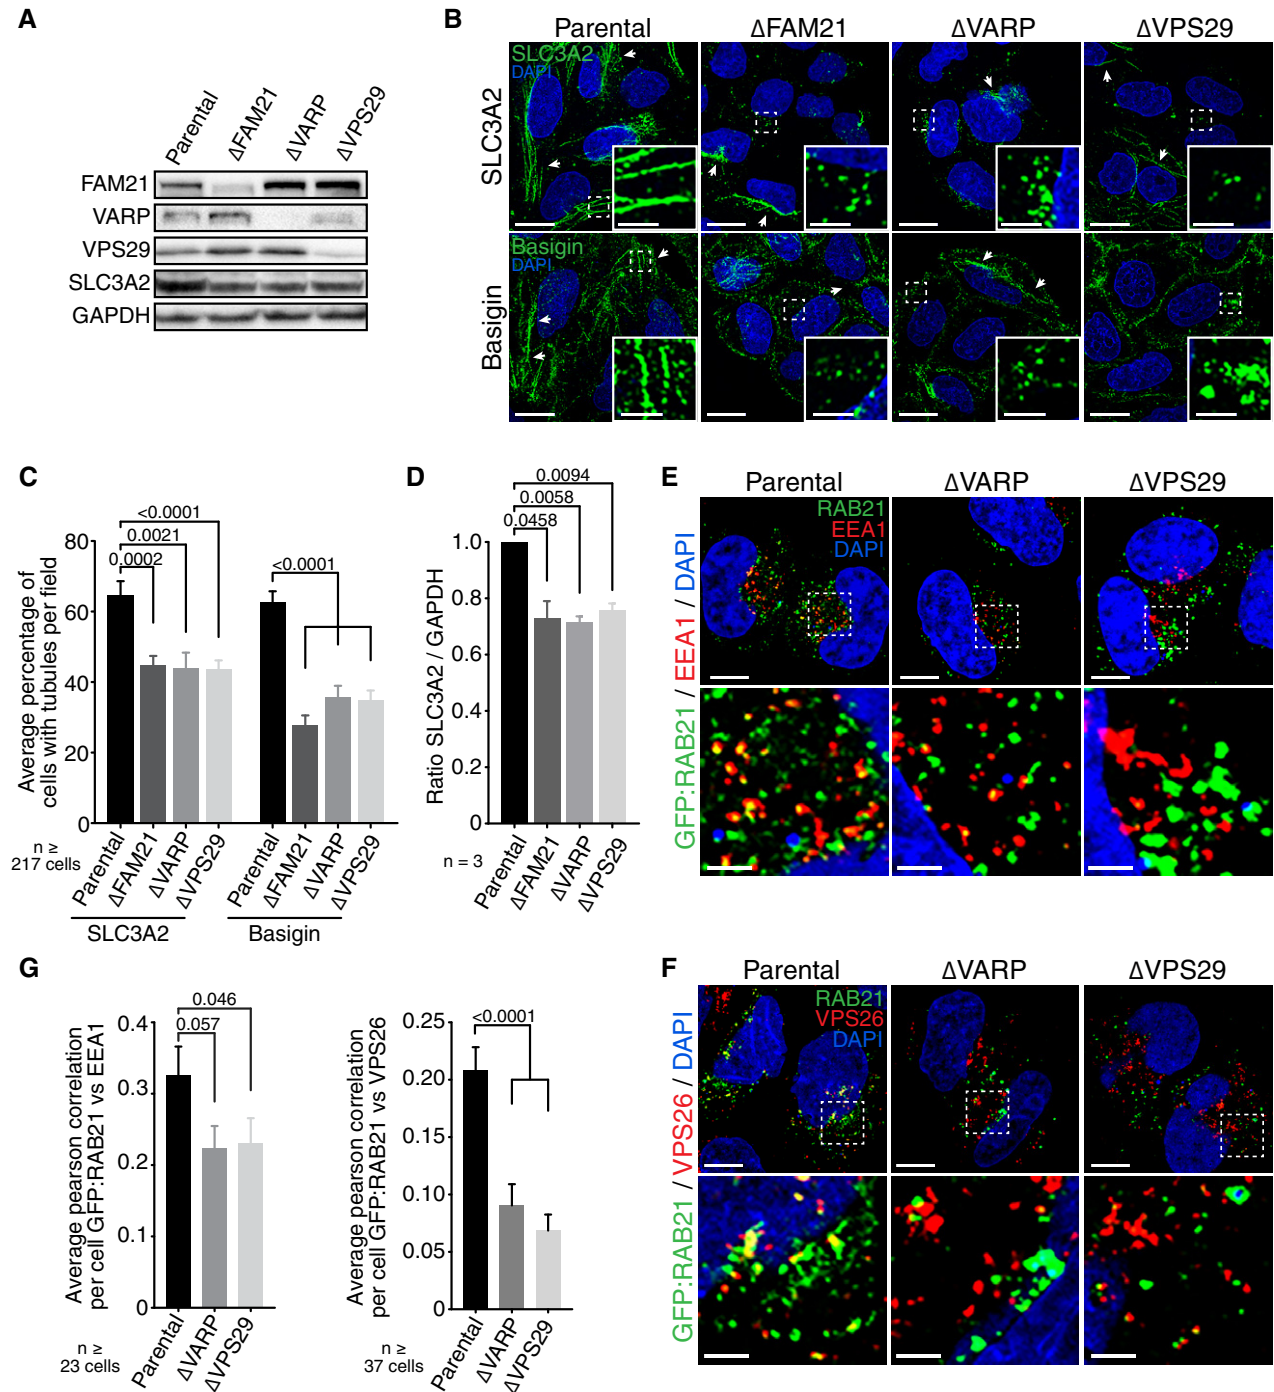 A
Parental
ΔFAM21
ΔVARP
ΔVPS29
FAM21
VARP
VPS29
SLC3A2
GAPDH
B
Parental
ΔFAM21
ΔVARP
ΔVPS29
SLC3A2
SLC3A2
DAPI
Basigin
Basigin
DAPI
C
<0.0001
0.0021
0.0002
<0.0001
80
60
40
20
0
Average percentage of
cells with tubules per field
n ≥
217 cells
Parental
ΔFAM21
ΔVARP
ΔVPS29
Parental
ΔFAM21
ΔVARP
ΔVPS29
SLC3A2
Basigin
D
0.0094
0.0058
0.0458
1.0
0.8
0.6
0.4
0.2
0
Ratio SLC3A2 / GAPDH
n = 3
Parental
ΔFAM21
ΔVARP
ΔVPS29
E
Parental
ΔVARP
ΔVPS29
RAB21
EEA1
DAPI
GFP:RAB21 / EEA1 / DAPI
G
0.046
0.057
0.4
0.3
0.2
0.1
0
Average pearson correlation
per cell GFP:RAB21 vs EEA1
n ≥
23 cells
Parental
ΔVARP
ΔVPS29
<0.0001
0.25
0.20
0.15
0.10
0.05
0
Average pearson correlation
per cell GFP:RAB21 vs VPS26
n ≥
37 cells
Parental
ΔVARP
ΔVPS29
F
Parental
ΔVARP
ΔVPS29
RAB21
VPS26
DAPI
GFP:RAB21 / VPS26 / DAPI